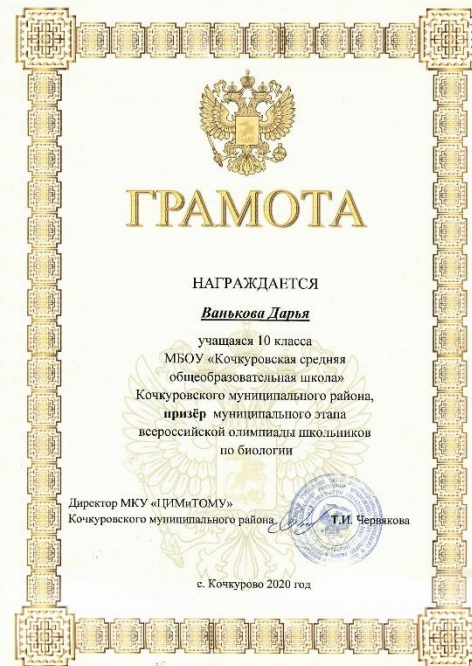 ГРАМОТА
НАГРАЖДАЕТСЯ
Ванькова Дарья
учащаяся 10 класса
МБОУ «Кочкуровская средняя
общеобразовательная школа»
Кочкуровского муниципального района,
призёр муниципального этапа
всероссийской олимпиады школьников
по биологии
Директор МКУ «ЦИМиТОМУ»
Кочкуровского муниципального района Т.И. Червякова
с. Кочкурово 2020 год